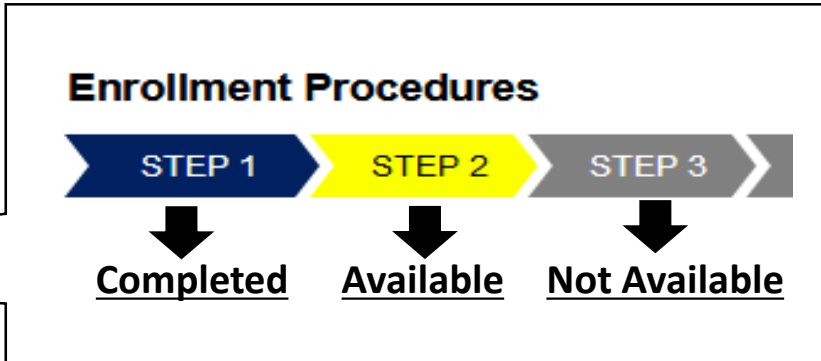 Enrollment Procedures
STEP 1 STEP 2 STEP 3
Completed Available Not Available